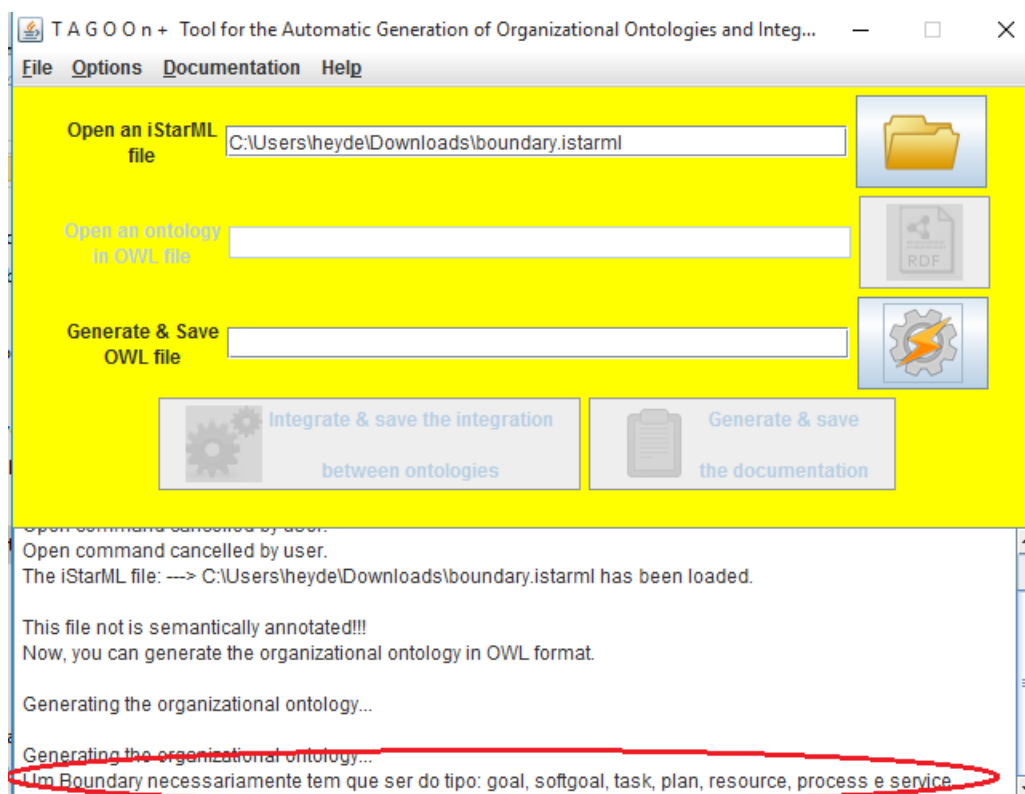 T A G O O n + Tool for the Automatic Generation of Organizational Ontologies and Integ...
File Options Documentation Help
Open an iStarML
file
C:\Users\heyde\Downloads\boundary.istarml
Open an ontology
in OWL file
RDF
Generate & Save
OWL file
Integrate & save the integration
between ontologies
Generate & save
the documentation
Open command cancelled by user.
Open command cancelled by user.
The iStarML file: ---> C:\Users\heyde\Downloads\boundary.istarml has been loaded.
This file not is semantically annotated!!!
Now, you can generate the organizational ontology in OWL format.
Generating the organizational ontology...
Generating the organizational ontology...
Um Boundary necessariamente tem que ser do tipo: goal, softgoal, task, plan, resource, process e service